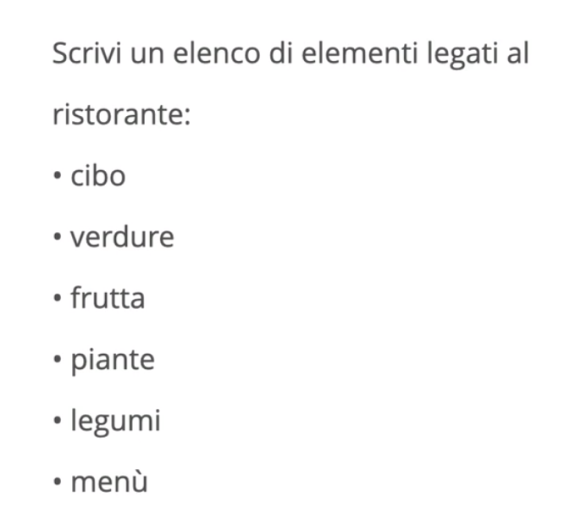 Scrivi un elenco di elementi legati al
ristorante:
• cibo
• verdure
• frutta
• piante
• legumi
• menù